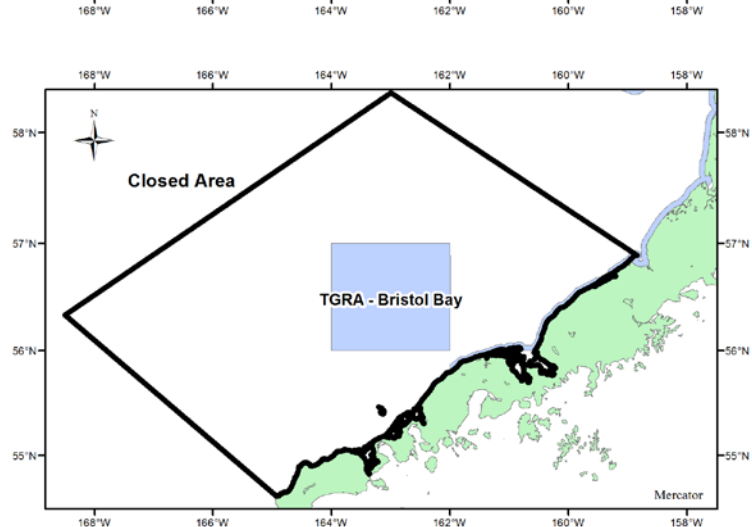 168°W 166°W 164°W 162°W 160°W 158°W
168°W 166°W 164°W 162°W 160°W 158°W
N
58°N 58°N
Closed Area
57°N 57°N
TGRA - Bristol Bay
56°N 56°N
55°N 55°N
Mercator
168°W 166°W 164°W 162°W 160°W 158°W